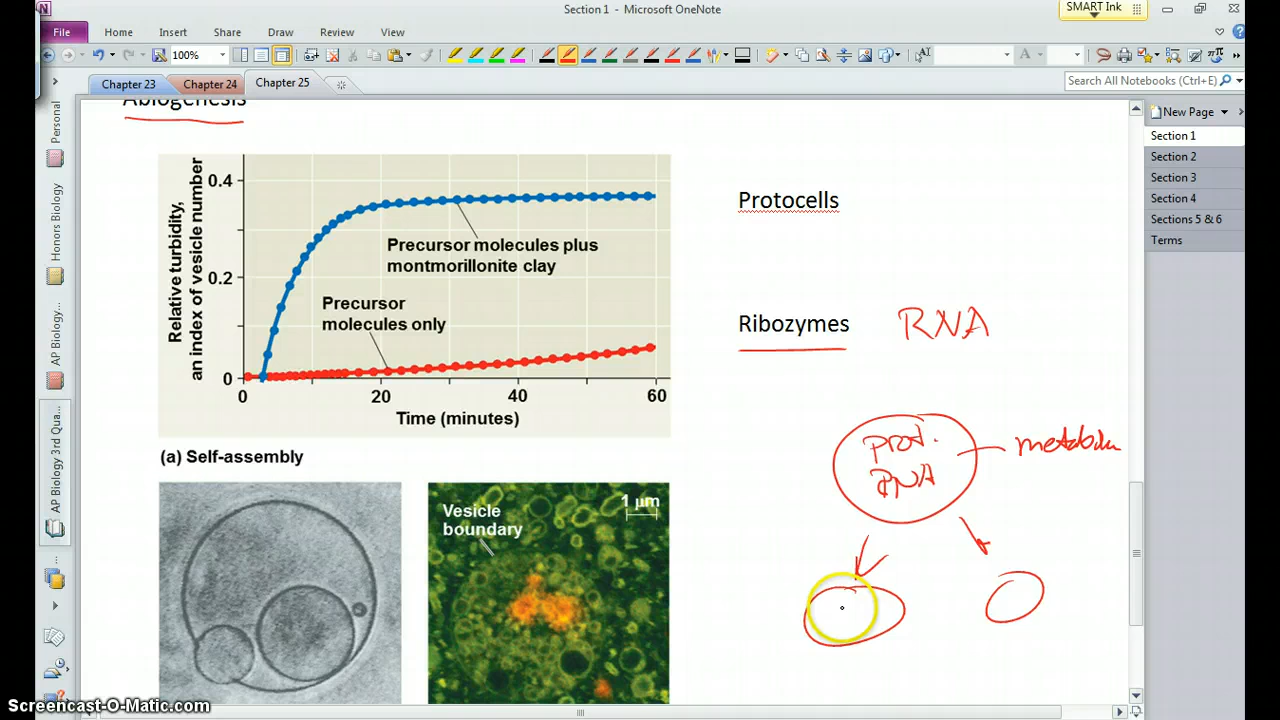 Section 1 - Microsoft OneNote
SMART Ink
File Home Insert Share Draw Review View
100%
Chapter 23 Chapter 24 Chapter 25
Search All Notebooks (Ctrl+E)
New Page
Section 1
Section 2
Section 3
Section 4
Sections 5 & 6
Terms
Personal
Honors Biology
AP Biology...
AP Biology 3rd Qua...
Abiogenesis
Relative turbidity,
an index of vesicle number
0.4
0.2
0
Precursor molecules plus
montmorillonite clay
Precursor
molecules only
0 20 40 60
Time (minutes)
(a) Self-assembly
Vesicle
boundary
1 μm
Protocells
Ribozymes RNA
prot.
RNA
Screencast-O-Matic.com